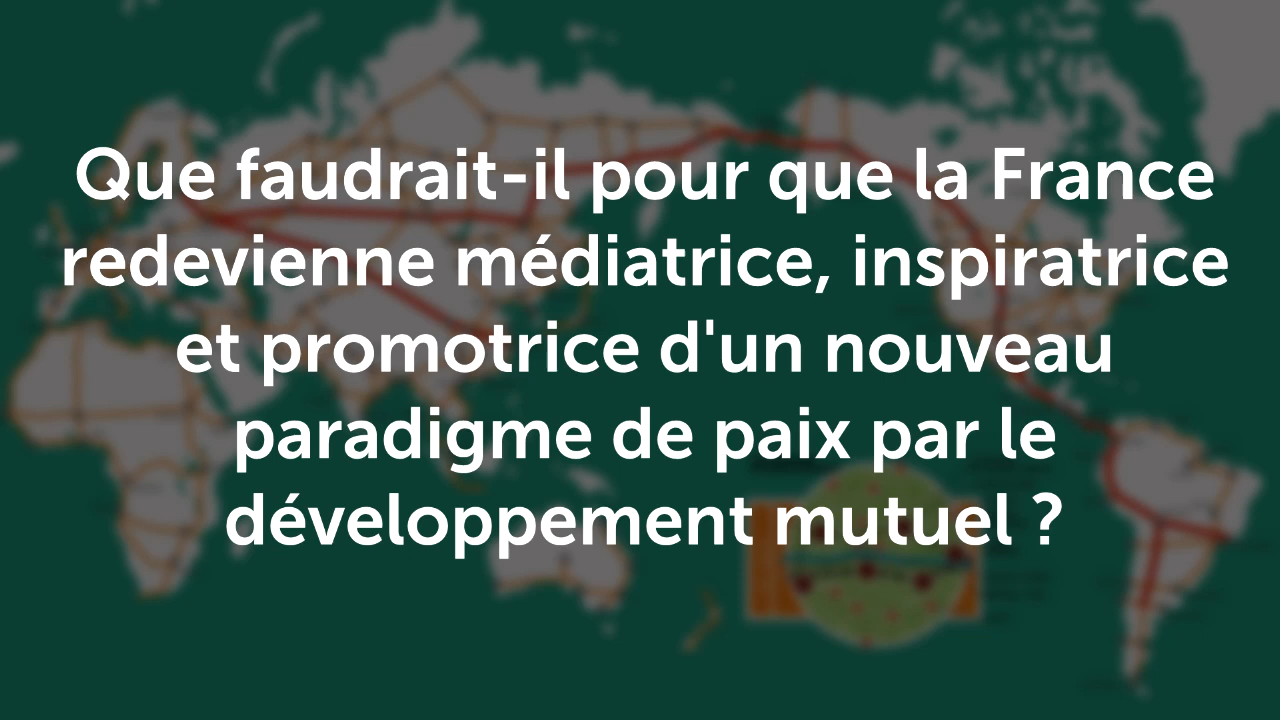 Que faudrait-il pour que la France
redevienne médiatrice, inspiratrice
et promotrice d'un nouveau
paradigme de paix par le
développement mutuel ?